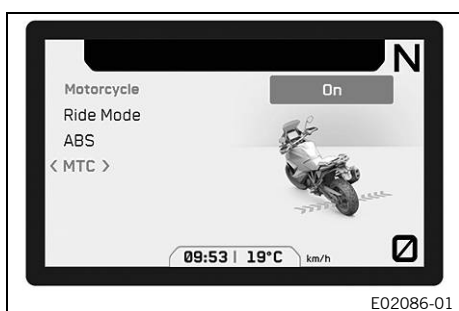 N
Motorcycle
On
Ride Mode
ABS
< MTC >
09:53 | 19°C
km/h
0
E02086-01